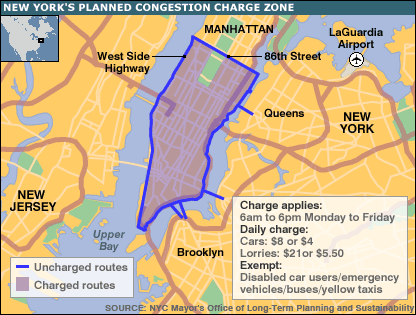 NEW YORK'S PLANNED CONGESTION CHARGE ZONE
MANHATTAN
LaGuardia
Airport
West Side
Highway
86th Street
Queens
NEW
YORK
NEW
JERSEY
Upper
Bay
Brooklyn
Charge applies:
6am to 6pm Monday to Friday
Daily charge:
Cars: $8 or $4
Lorries: $21or $5.50
Exempt:
Disabled car users/emergency
vehicles/buses/yellow taxis
Uncharged routes
Charged routes
SOURCE: NYC Mayor's Office of Long-Term Planning and Sustainability